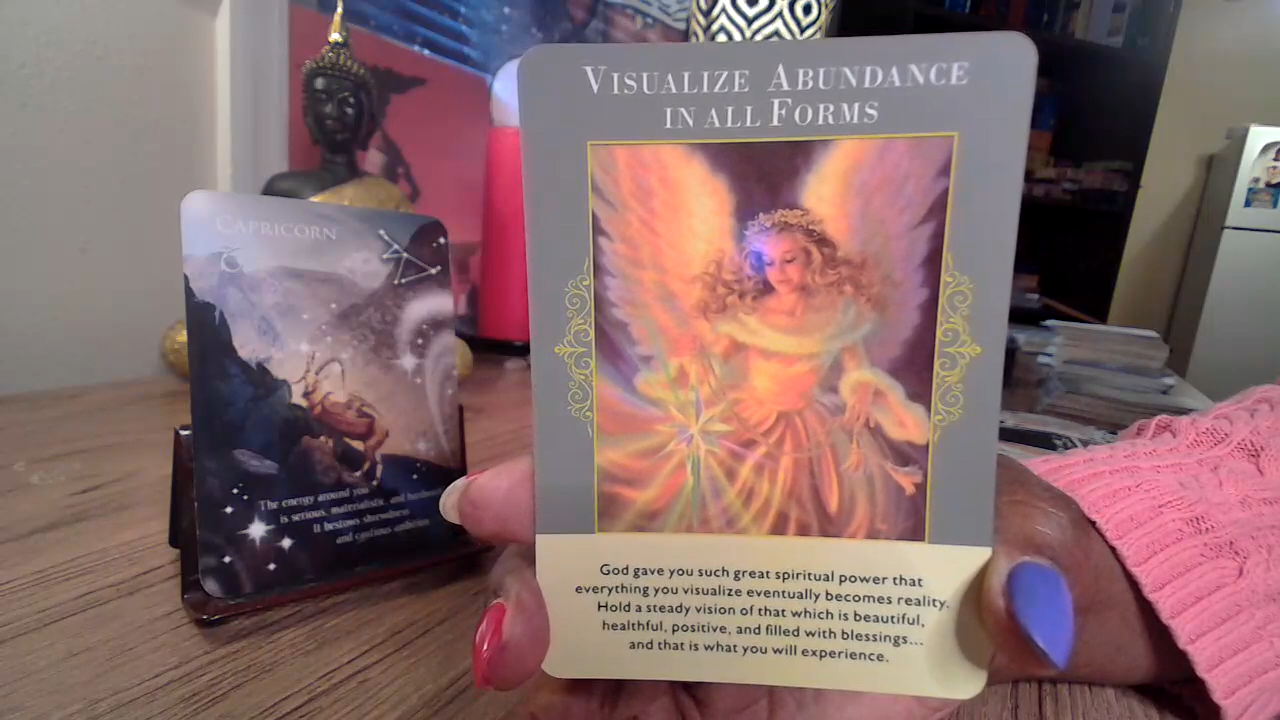 VISUALIZE ABUNDANCE
IN ALL FORMS
God gave you such great spiritual power that
everything you visualize eventually becomes reality.
Hold a steady vision of that which is beautiful,
healthful, positive, and filled with blessings...
and that is what you will experience.
CAPRICORN
The energy around you
is serious, materialistic, and
It bestows shrewdness
and cautious ambition